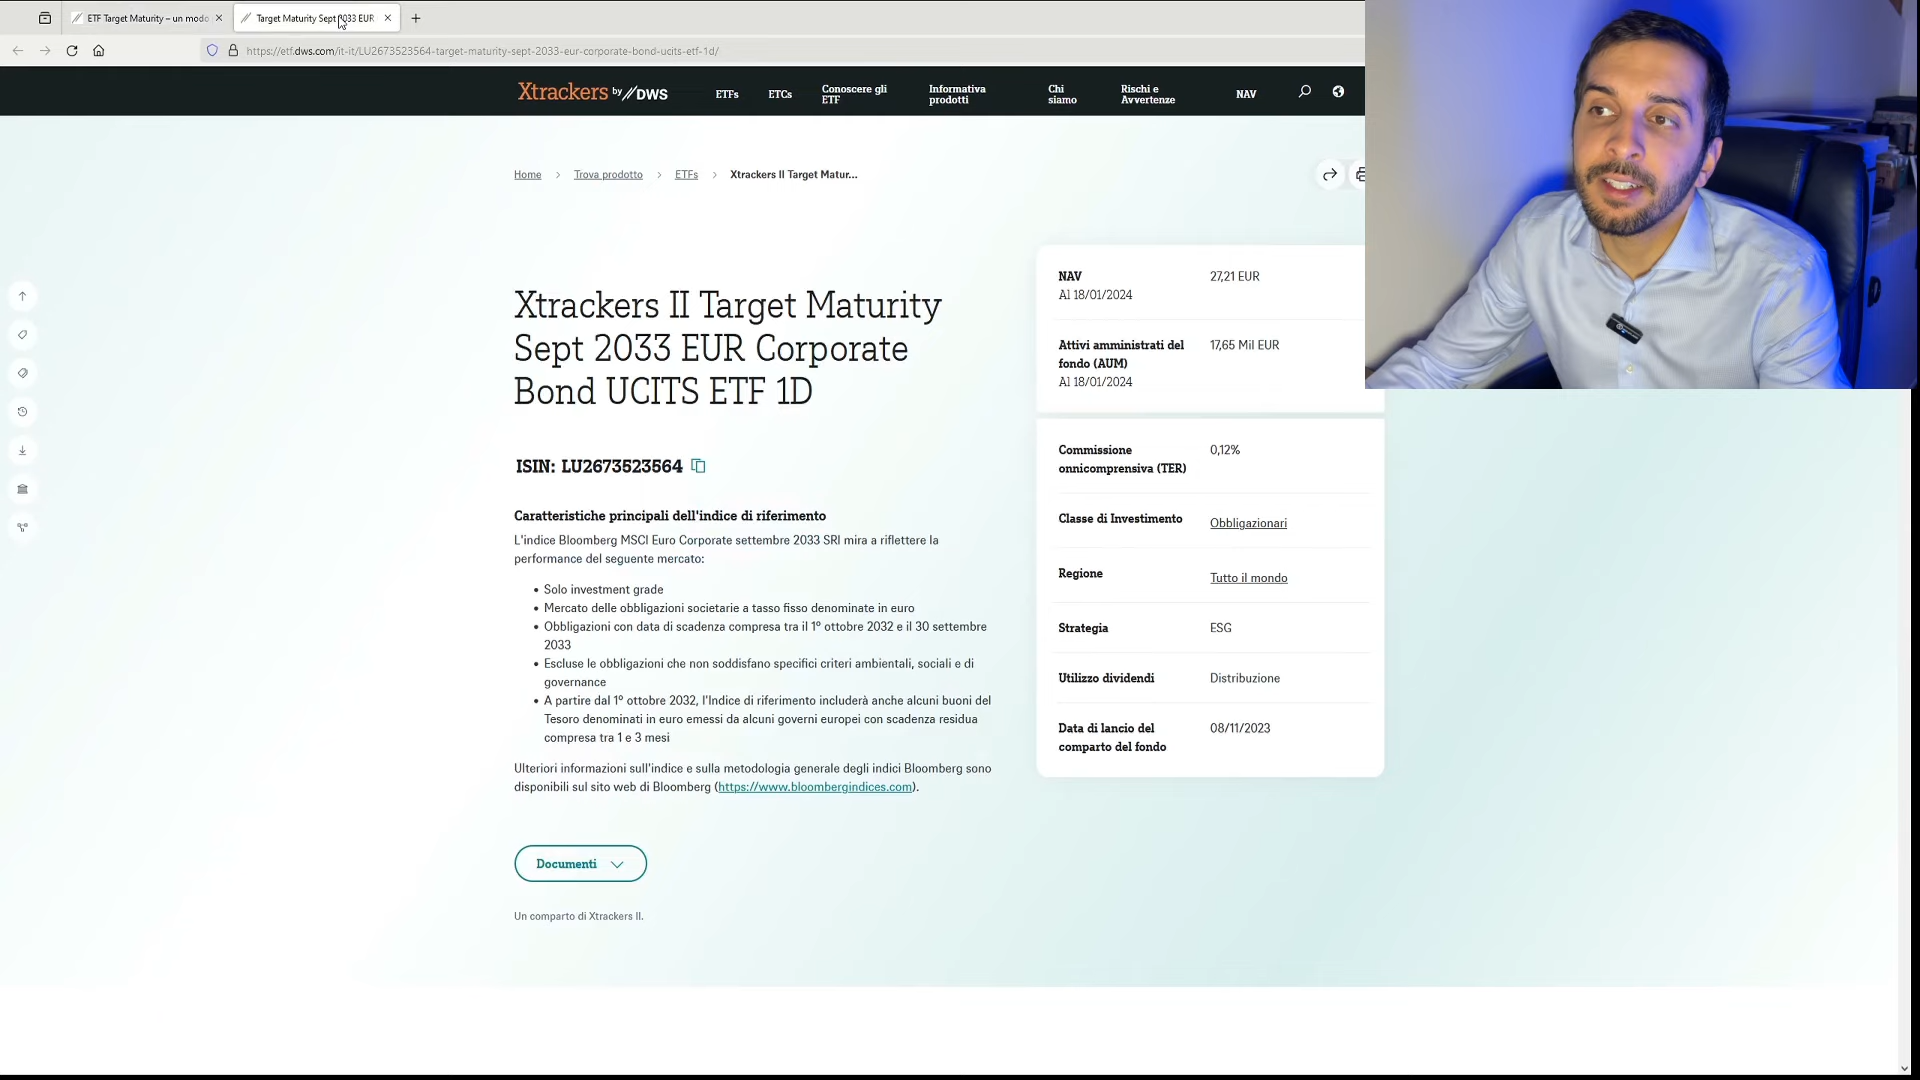 ETF Target Maturity – un modo
Target Maturity Sept 2033 EUR
https://etf.dws.com/it-it/LU2673523564-target-maturity-sept-2033-eur-corporate-bond-ucits-etf-1d/
Xtrackers by //DWS
ETFs
ETCs
Conoscere gli
ETF
Informativa
prodotti
Chi
siamo
Rischi e
Avvertenze
NAV
Home > Trova prodotto > ETFs > Xtrackers II Target Matur...
Xtrackers II Target Maturity
Sept 2033 EUR Corporate
Bond UCITS ETF 1D
ISIN: LU2673523564
Caratteristiche principali dell'indice di riferimento
L'indice Bloomberg MSCI Euro Corporate settembre 2033 SRI mira a riflettere la
performance del seguente mercato:
• Solo investment grade
• Mercato delle obbligazioni societarie a tasso fisso denominate in euro
• Obbligazioni con data di scadenza compresa tra il 1° ottobre 2032 e il 30 settembre
2033
• Escluse le obbligazioni che non soddisfano specifici criteri ambientali, sociali e di
governance
• A partire dal 1° ottobre 2032, l'Indice di riferimento includerà anche alcuni buoni del
Tesoro denominati in euro emessi da alcuni governi europei con scadenza residua
compresa tra 1 e 3 mesi
Ulteriori informazioni sull'indice e sulla metodologia generale degli indici Bloomberg sono
disponibili sul sito web di Bloomberg (https://www.bloombergindices.com).
Documenti
Un comparto di Xtrackers II.
NAV 27,21 EUR
Al 18/01/2024
Attivi amministrati del 17,65 Mil EUR
fondo (AUM)
Al 18/01/2024
Commissione 0,12%
onnicomprensiva (TER)
Classe di Investimento Obbligazionari
Regione Tutto il mondo
Strategia ESG
Utilizzo dividendi Distribuzione
Data di lancio del 08/11/2023
comparto del fondo